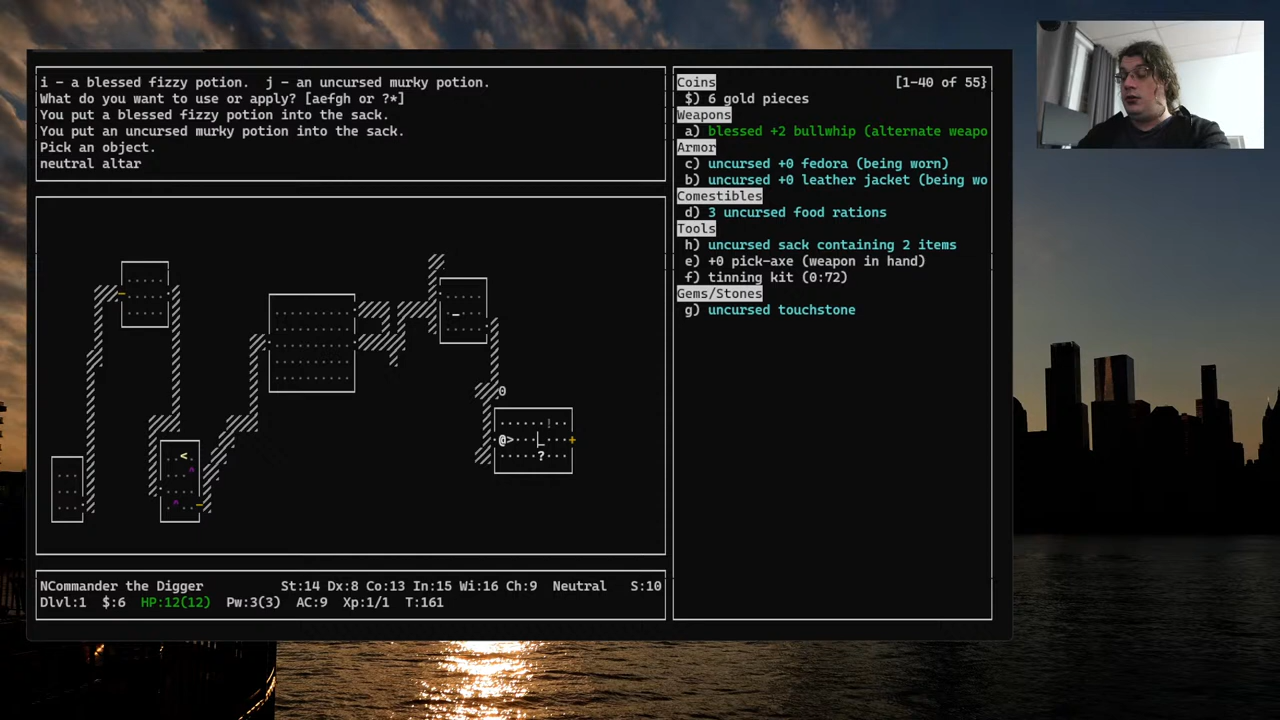 i - a blessed fizzy potion.  j - an uncursed murky potion.
What do you want to use or apply? [aefgh or ?*]
You put a blessed fizzy potion into the sack.
You put an uncursed murky potion into the sack.
Pick an object.
neutral altar
Coins [1-40 of 55}
$) 6 gold pieces
Weapons
a) blessed +2 bullwhip (alternate weapo
Armor
c) uncursed +0 fedora (being worn)
b) uncursed +0 leather jacket (being wo
Comestibles
d) 3 uncursed food rations
Tools
h) uncursed sack containing 2 items
e) +0 pick-axe (weapon in hand)
f) tinning kit (0:72)
Gems/Stones
g) uncursed touchstone
NCommander the Digger St:14 Dx:8 Co:13 In:15 Wi:16 Ch:9 Neutral S:10
Dlvl:1 $:6 HP:12(12) Pw:3(3) AC:9 Xp:1/1 T:161